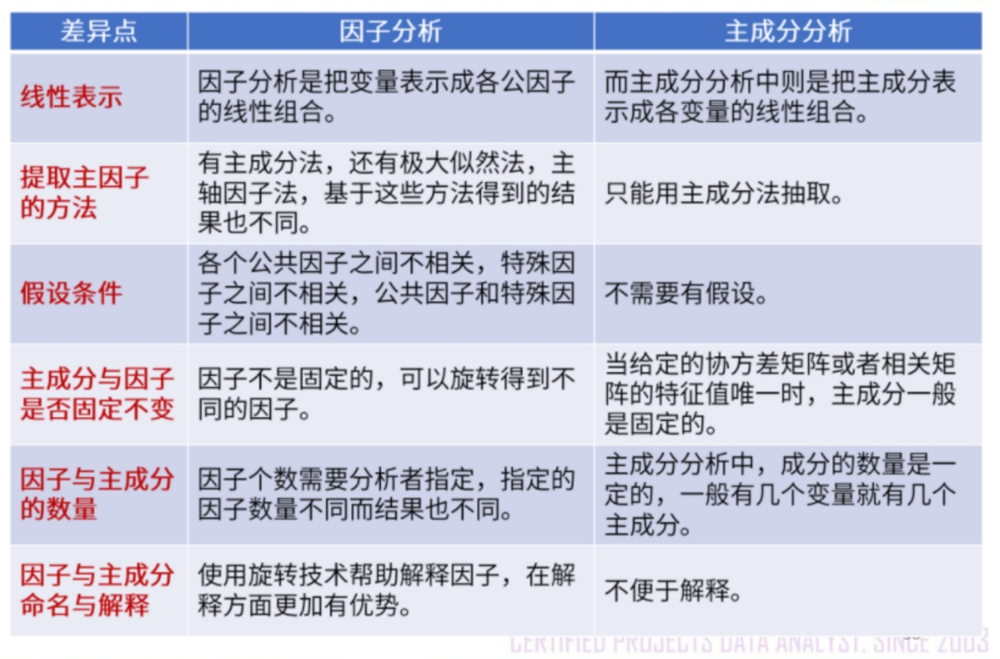 差异点
因子分析
主成分分析
线性表示
因子分析是把变量表示成各公因子
的线性组合。
而主成分分析中则是把主成分表
示成各变量的线性组合。
提取主因子
的方法
有主成分法，还有极大似然法，主
轴因子法，基于这些方法得到的结
果也不同。
只能用主成分法抽取。
假设条件
各个公共因子之间不相关，特殊因
子之间不相关，公共因子和特殊因
子之间不相关。
不需要有假设。
主成分与因子
是否固定不变
因子不是固定的，可以旋转得到不
同的因子。
当给定的协方差矩阵或者相关矩
阵的特征值唯一时，主成分一般
是固定的。
因子与主成分
的数量
因子个数需要分析者指定，指定的
因子数量不同而结果也不同。
主成分分析中，成分的数量是一
定的，一般有几个变量就有几个
主成分。
因子与主成分
命名与解释
使用旋转技术帮助解释因子，在解
释方面更加有优势。
不便于解释。
CERTIFIED PROJECTS DATA ANALYST. SINCE 2003